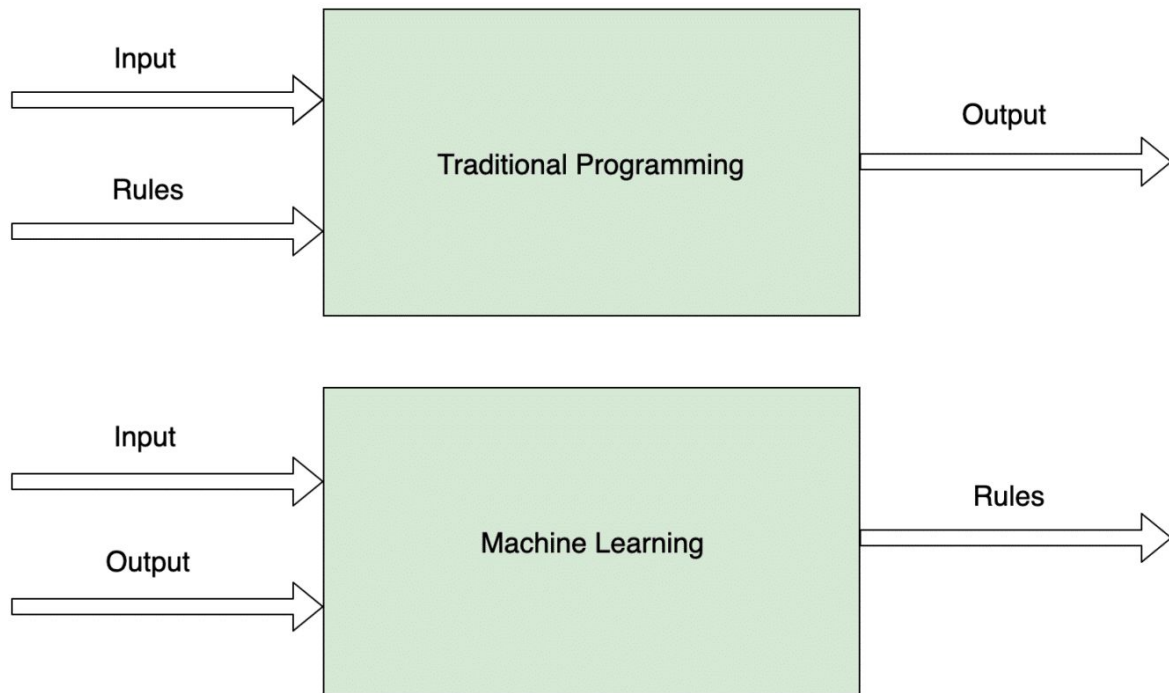 Input
Rules
Traditional Programming
Output
Input
Output
Machine Learning
Rules